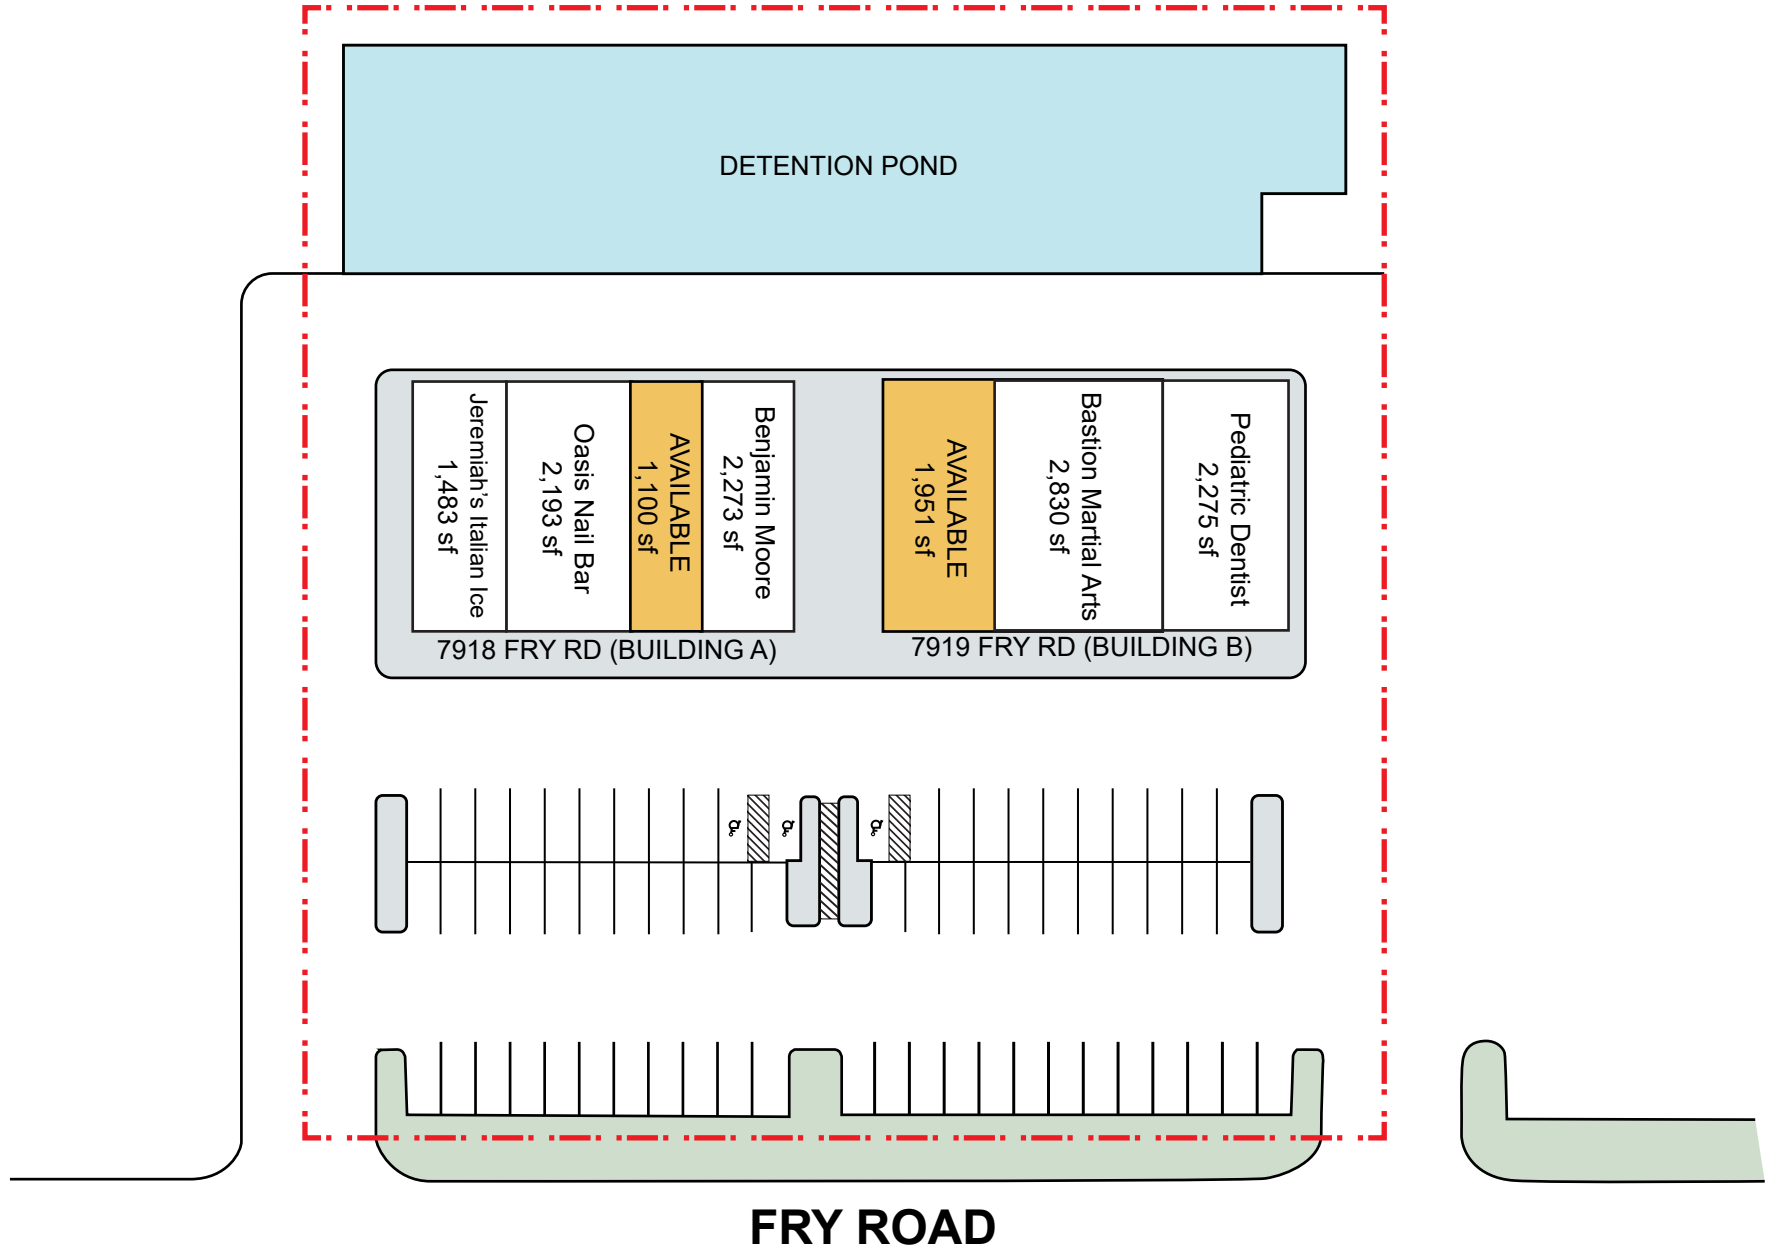 DETENTION POND
Jeremiah's Italian Ice
1,483 sf
Oasis Nail Bar
2,193 sf
AVAILABLE
1,100 sf
Benjamin Moore
2,273 sf
AVAILABLE
1,951 sf
Bastion Martial Arts
2,830 sf
Pediatric Dentist
2,275 sf
7918 FRY RD (BUILDING A)
7919 FRY RD (BUILDING B)
FRY ROAD